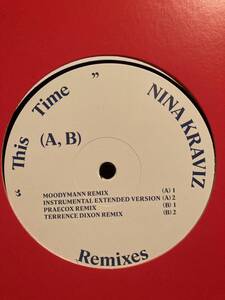 “ This Time ”
NINA KRAVIZ
(A, B)
MOODYMANN REMIX (A) 1
INSTRUMENTAL EXTENDED VERSION (A) 2
PRAECOX REMIX (B) 1
TERRENCE DIXON REMIX (B) 2
Remixes